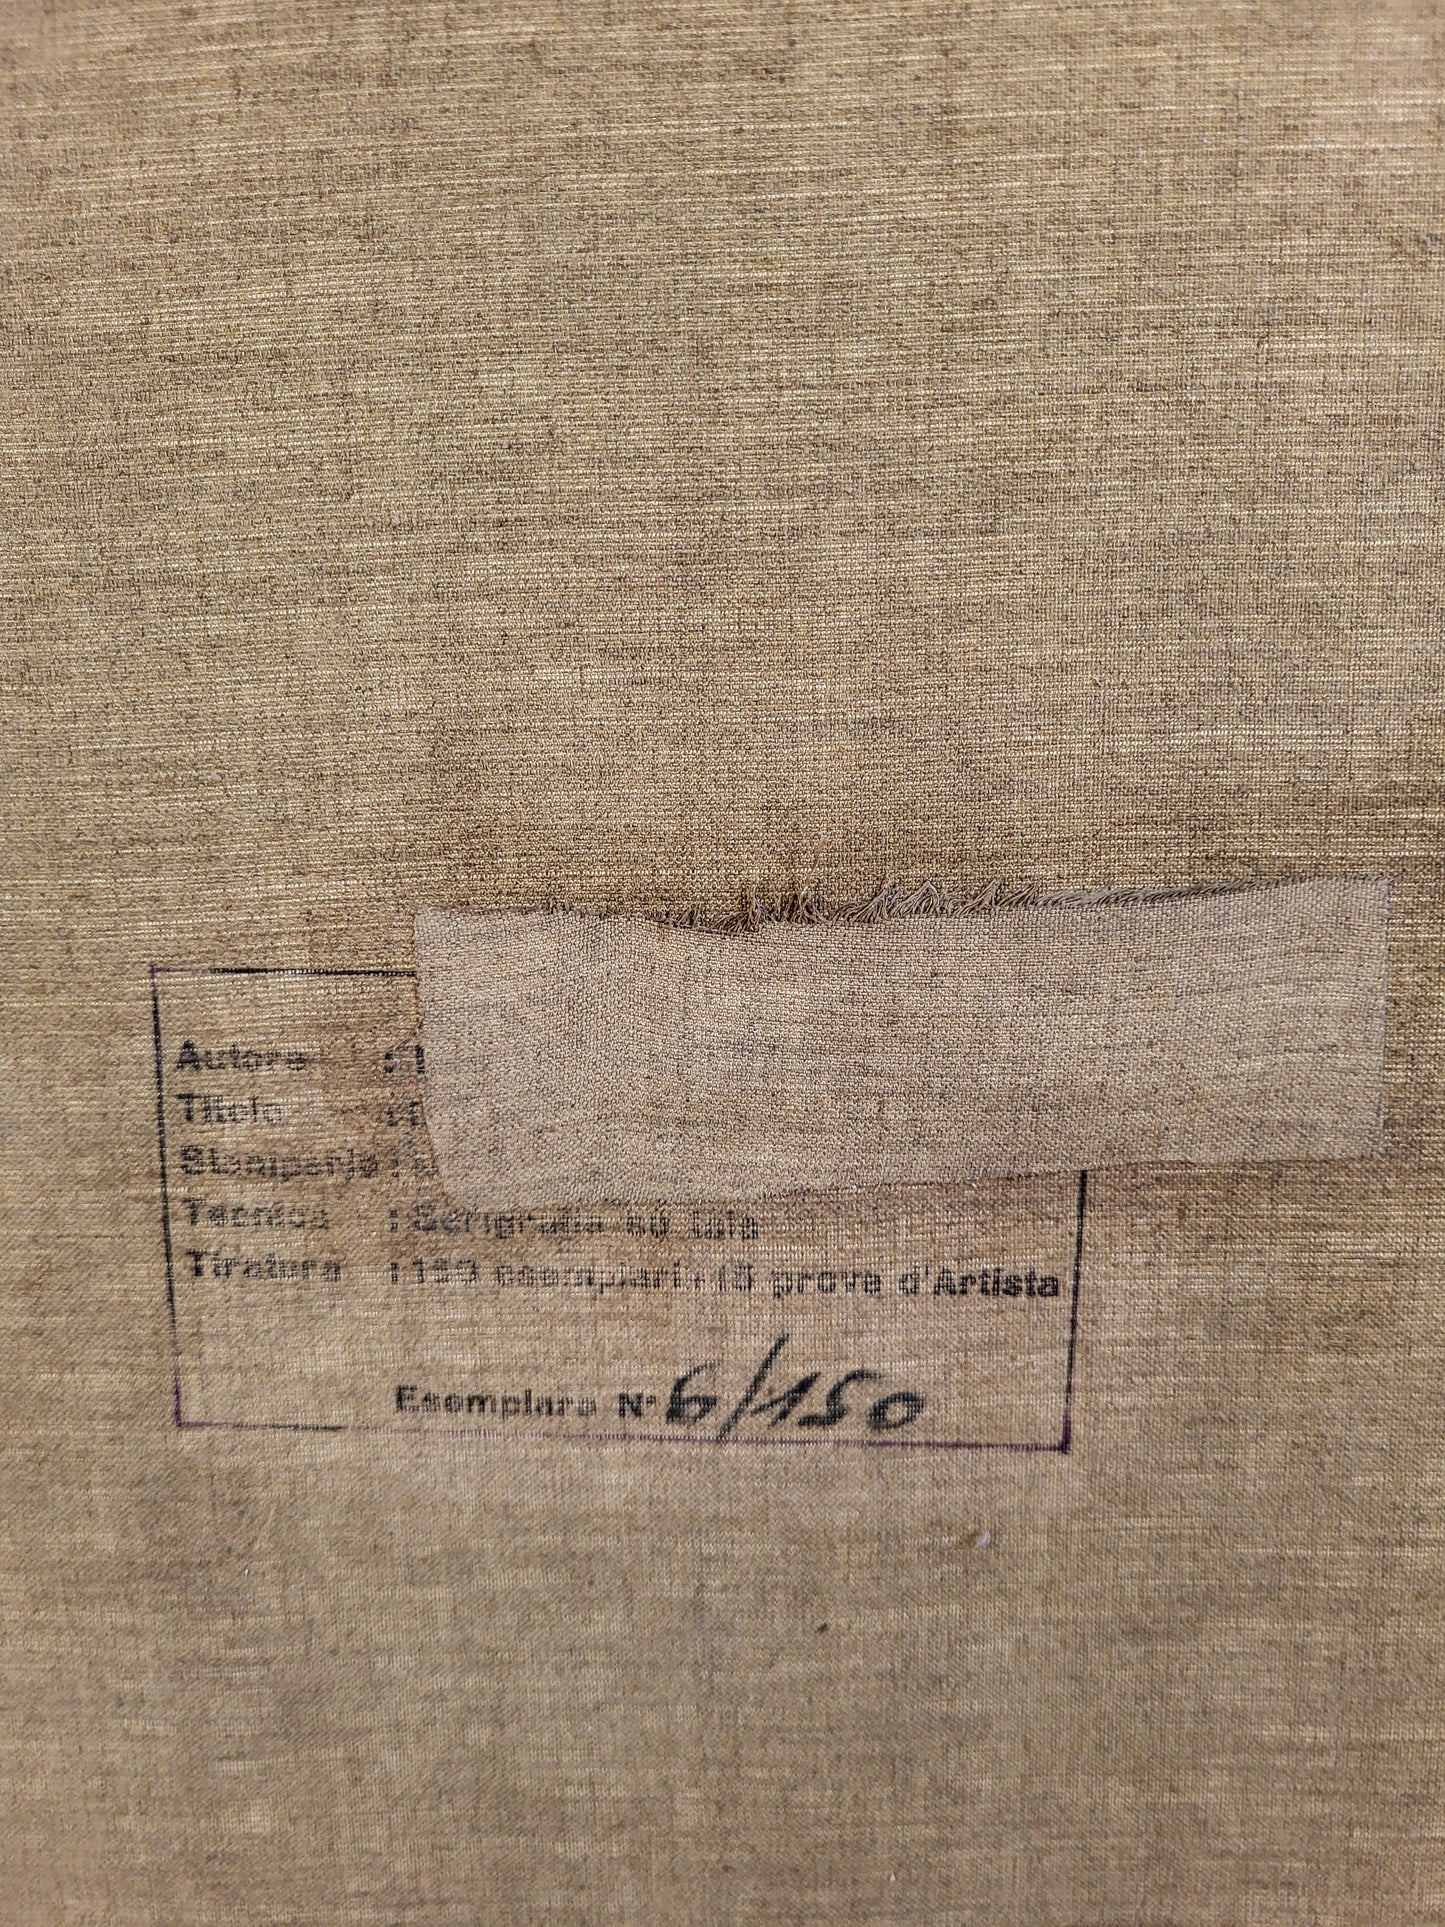 Autore :
Titolo :
Stamperia :
Tecnica : Serigrafia su tela
Tiratura : 150 esemplari+15 prove d'Artista
Esemplare N° 6/150